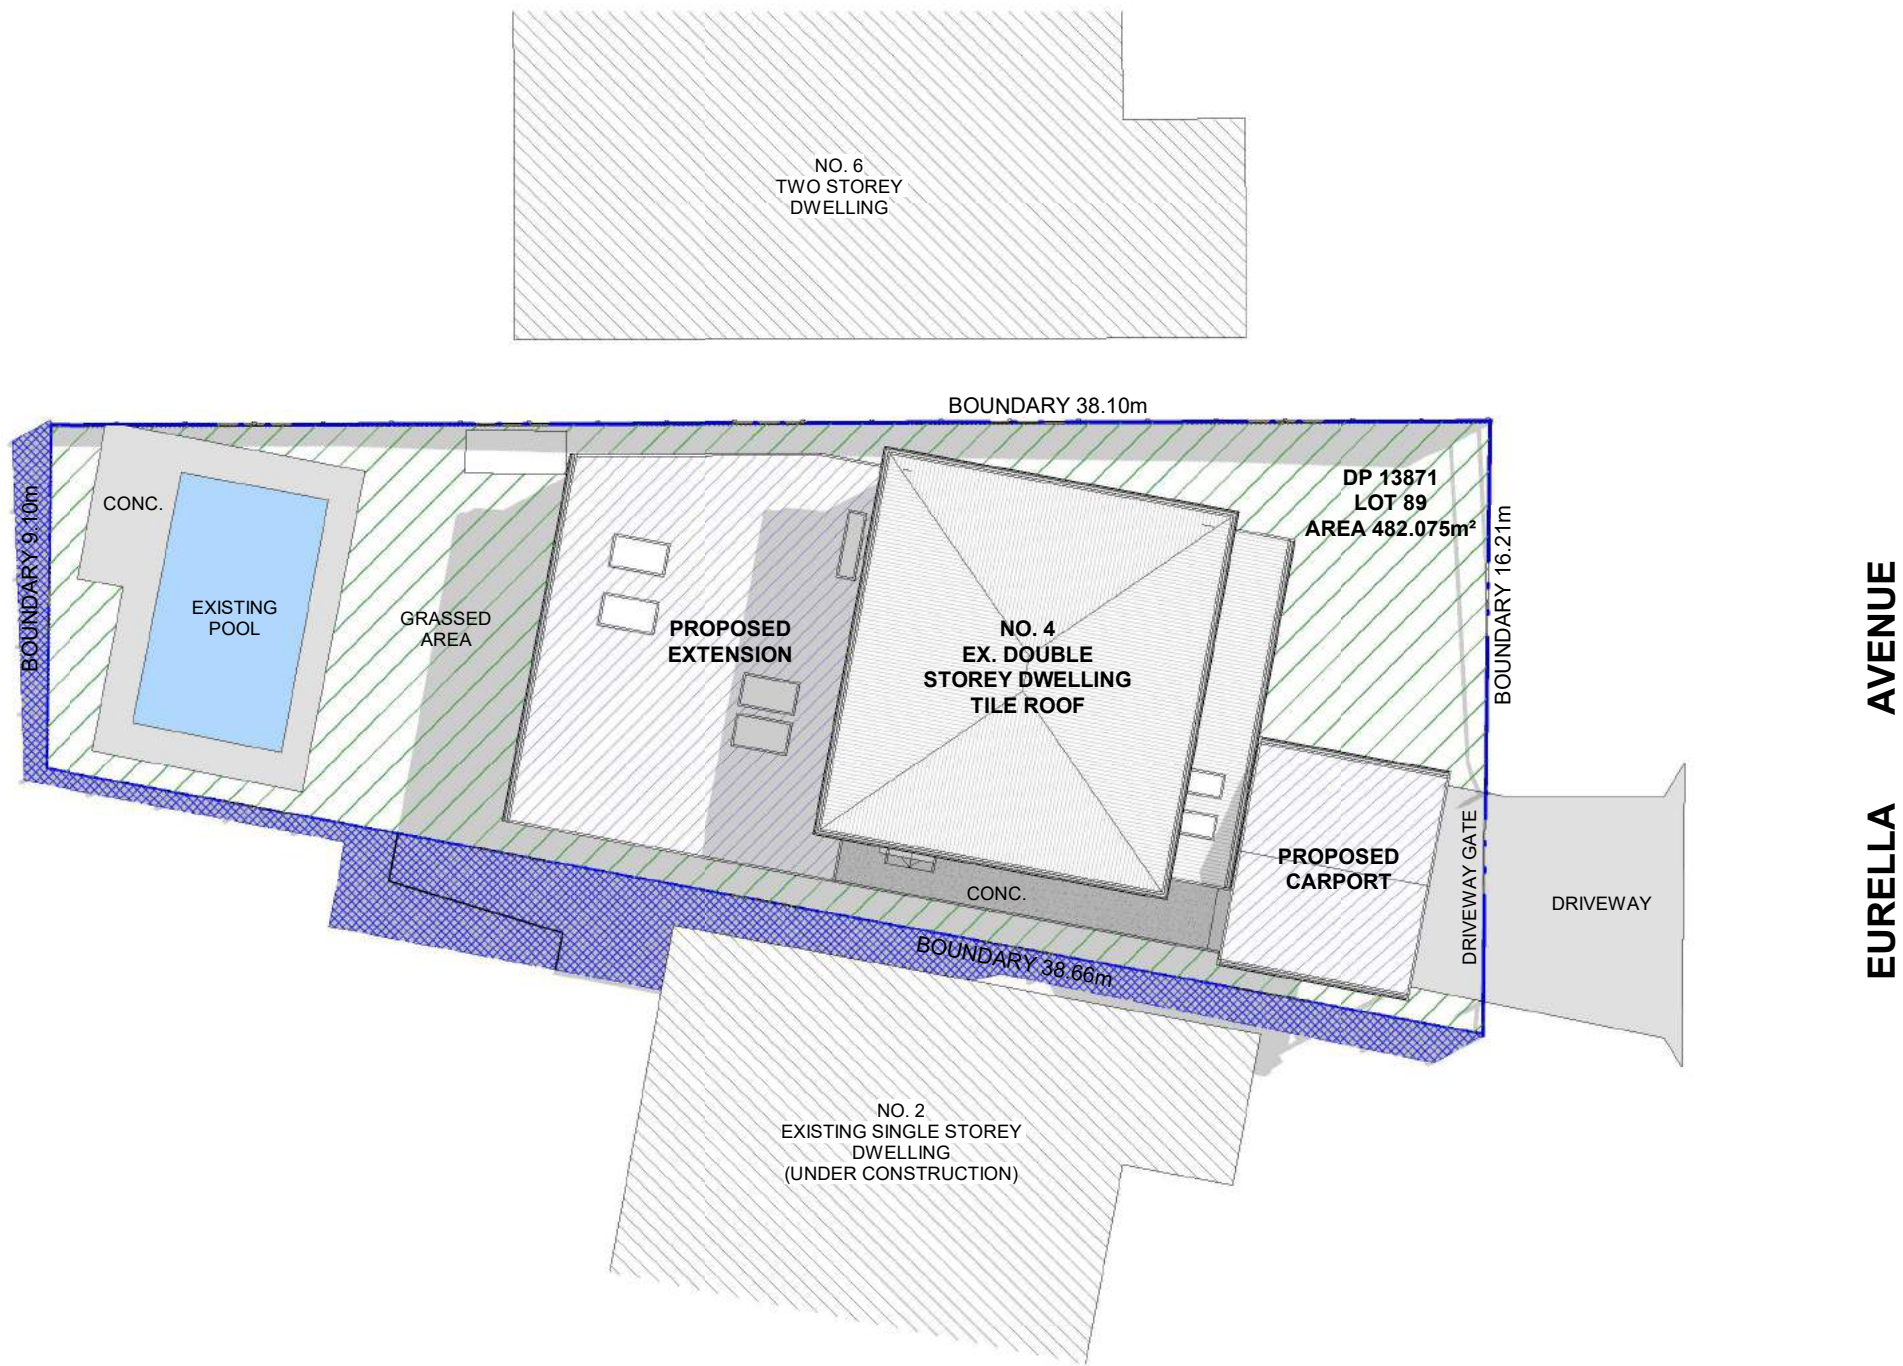 NO. 6
TWO STOREY
DWELLING
BOUNDARY 38.10m
DP 13871
LOT 89
AREA 482.075m²
CONC.
BOUNDARY 9.10m
EXISTING
POOL
GRASSED
AREA
PROPOSED
EXTENSION
NO. 4
EX. DOUBLE
STOREY DWELLING
TILE ROOF
BOUNDARY 16.21m
PROPOSED
CARPORT
CONC.
DRIVEWAY GATE
DRIVEWAY
EURELLA AVENUE
BOUNDARY 38.66m
NO. 2
EXISTING SINGLE STOREY
DWELLING
(UNDER CONSTRUCTION)